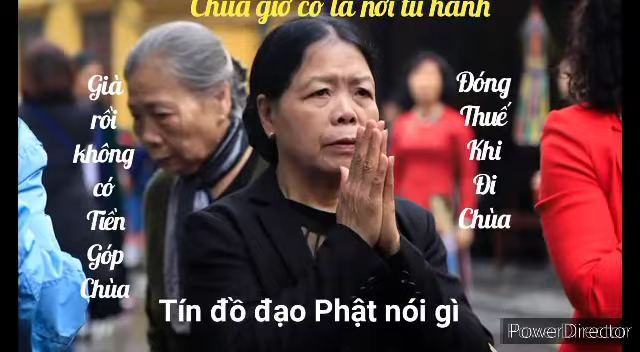 Chùa giờ có là nơi tu hành
Già
rồi
không
có
Tiền
Góp
Chùa
Đóng
Thuế
Khi
Đi
Chùa
Tín đồ đạo Phật nói gì
PowerDirector